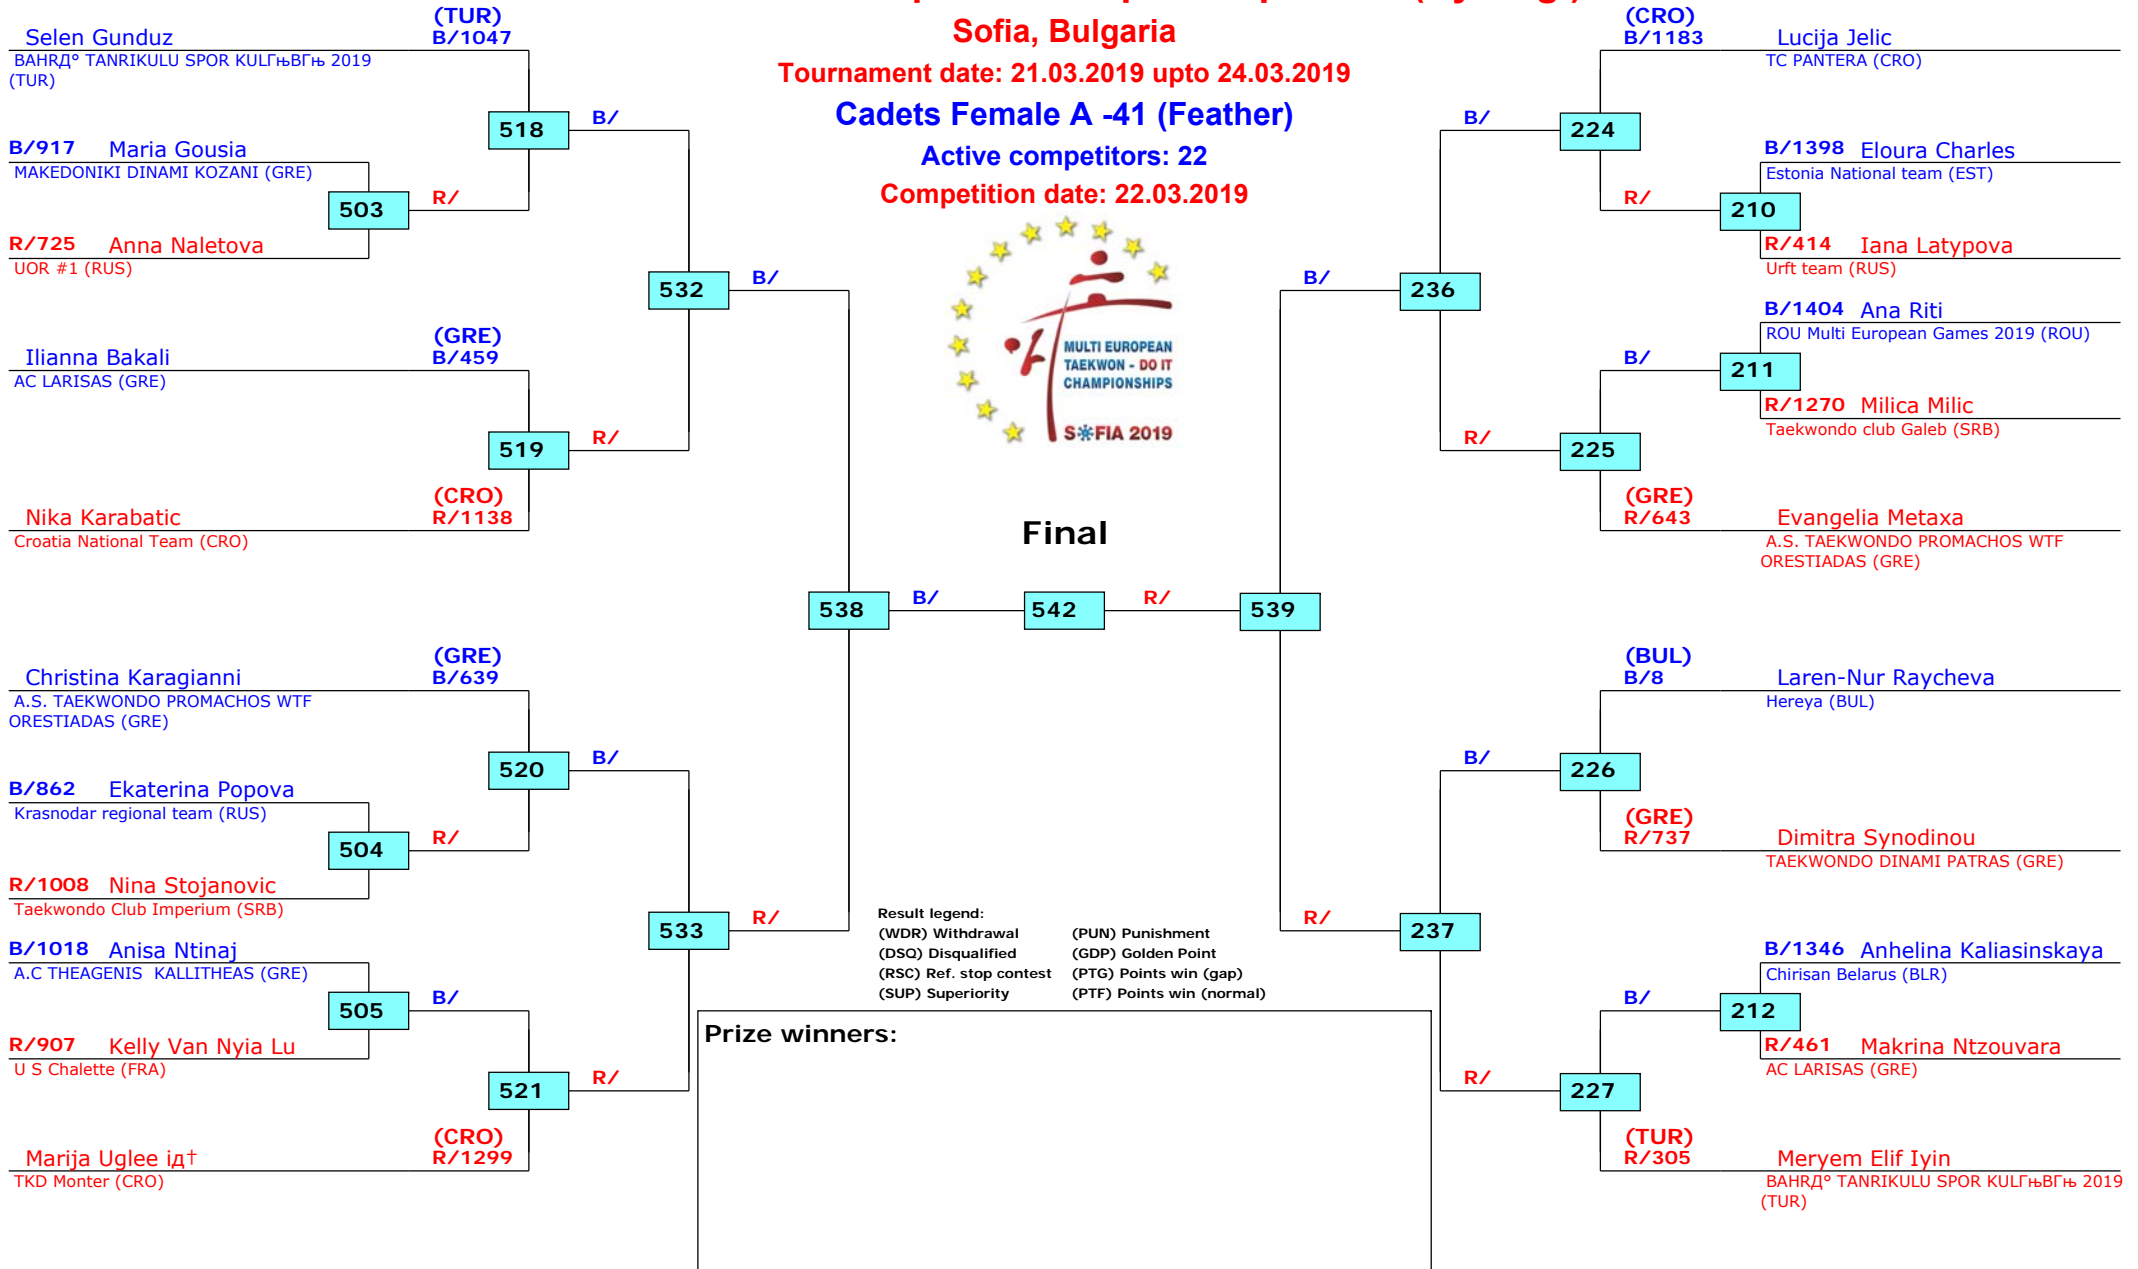 Sofia, Bulgaria
Tournament date: 21.03.2019 upto 24.03.2019
Cadets Female A -41 (Feather)
Active competitors: 22
Competition date: 22.03.2019
MULTI EUROPEAN
TAEKWON - DO IT
CHAMPIONSHIPS
SOFIA 2019
(TUR)
Selen Gunduz B/1047
BAHRД° TANRIKULU SPOR KULГњBГњ 2019
(TUR)
518 B/
B/917 Maria Gousia
MAKEDONIKI DINAMI KOZANI (GRE)
503 R/
R/725 Anna Naletova
UOR #1 (RUS)
532 B/
(GRE)
Ilianna Bakali B/459
AC LARISAS (GRE)
519 R/
(CRO)
Nika Karabatic R/1138
Croatia National Team (CRO)
538 B/
(GRE)
Christina Karagianni B/639
A.S. TAEKWONDO PROMACHOS WTF
ORESTIADAS (GRE)
520 B/
B/862 Ekaterina Popova
Krasnodar regional team (RUS)
504 R/
R/1008 Nina Stojanovic
Taekwondo Club Imperium (SRB)
533 R/
B/1018 Anisa Ntinaj
A.C THEAGENIS KALLITHEAS (GRE)
505 B/
R/907 Kelly Van Nyia Lu
U S Chalette (FRA)
521 R/
(CRO)
Marija Uglee iд† R/1299
TKD Monter (CRO)
Final
542 R/
539
(CRO)
B/1183 Lucija Jelic
TC PANTERA (CRO)
B/ 224
B/1398 Eloura Charles
Estonia National team (EST)
R/ 210
R/414 Iana Latypova
Urft team (RUS)
B/ 236
B/1404 Ana Riti
ROU Multi European Games 2019 (ROU)
B/ 211
R/1270 Milica Milic
Taekwondo club Galeb (SRB)
R/ 225
(GRE)
R/643 Evangelia Metaxa
A.S. TAEKWONDO PROMACHOS WTF
ORESTIADAS (GRE)
(BUL)
B/8 Laren-Nur Raycheva
Hereya (BUL)
B/ 226
(GRE)
R/737 Dimitra Synodinou
TAEKWONDO DINAMI PATRAS (GRE)
R/ 237
B/1346 Anhelina Kaliasinskaya
Chirisan Belarus (BLR)
B/ 212
R/461 Makrina Ntzouvara
AC LARISAS (GRE)
R/ 227
(TUR)
R/305 Meryem Elif Iyin
BAHRД° TANRIKULU SPOR KULГњBГњ 2019
(TUR)
Result legend:
(WDR) Withdrawal (PUN) Punishment
(DSQ) Disqualified (GDP) Golden Point
(RSC) Ref. stop contest (PTG) Points win (gap)
(SUP) Superiority (PTF) Points win (normal)
Prize winners: